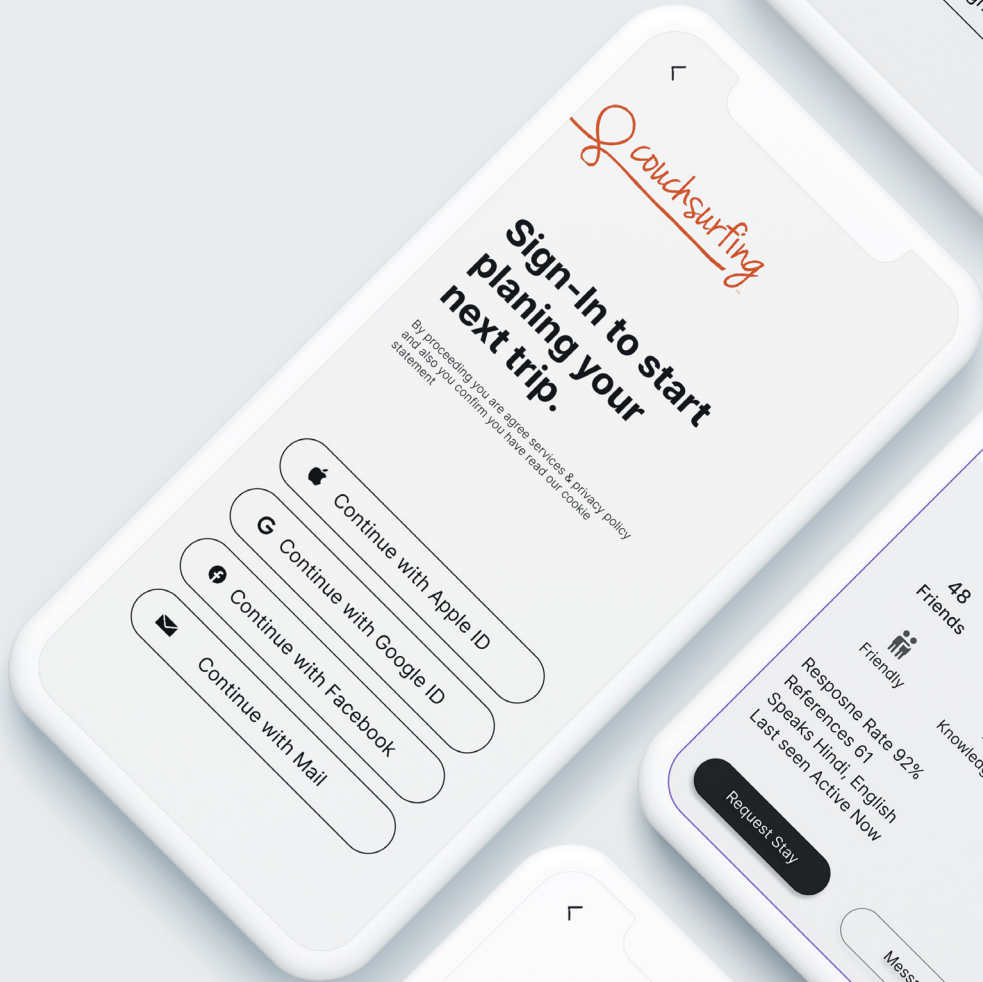 couchsurfing
Sign-In to start
planing your
next trip.
By proceeding you are agree services & privacy policy
and also you confirm you have read our cookie
statement
Continue with Apple ID
G Continue with Google ID
Continue with Facebook
Continue with Mail
48
Friends
Friendly
Resposne Rate 92%
References 61
Speaks Hindi, English
Last seen Active Now
Request Stay